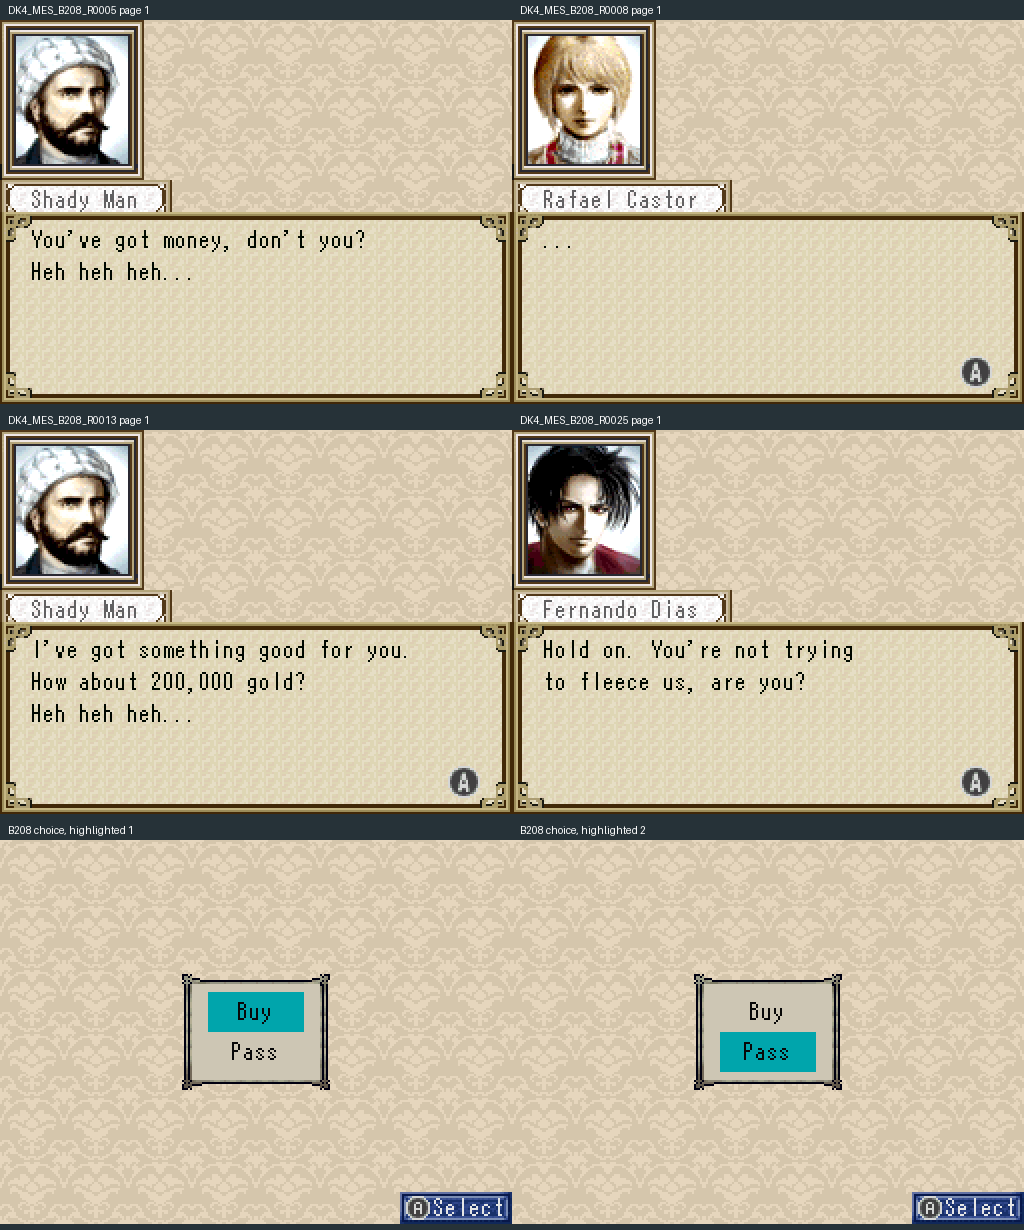 DK4_MES_B208_R0005 page 1
Shady Man
You've got money, don't you?
Heh heh heh...
DK4_MES_B208_R0008 page 1
Rafael Castor
...
A
DK4_MES_B208_R0013 page 1
Shady Man
I've got something good for you.
How about 200,000 gold?
Heh heh heh...
A
DK4_MES_B208_R0025 page 1
Fernando Dias
Hold on. You're not trying
to fleece us, are you?
A
B208 choice, highlighted 1
Buy
Pass
A Select
B208 choice, highlighted 2
Buy
Pass
A Select